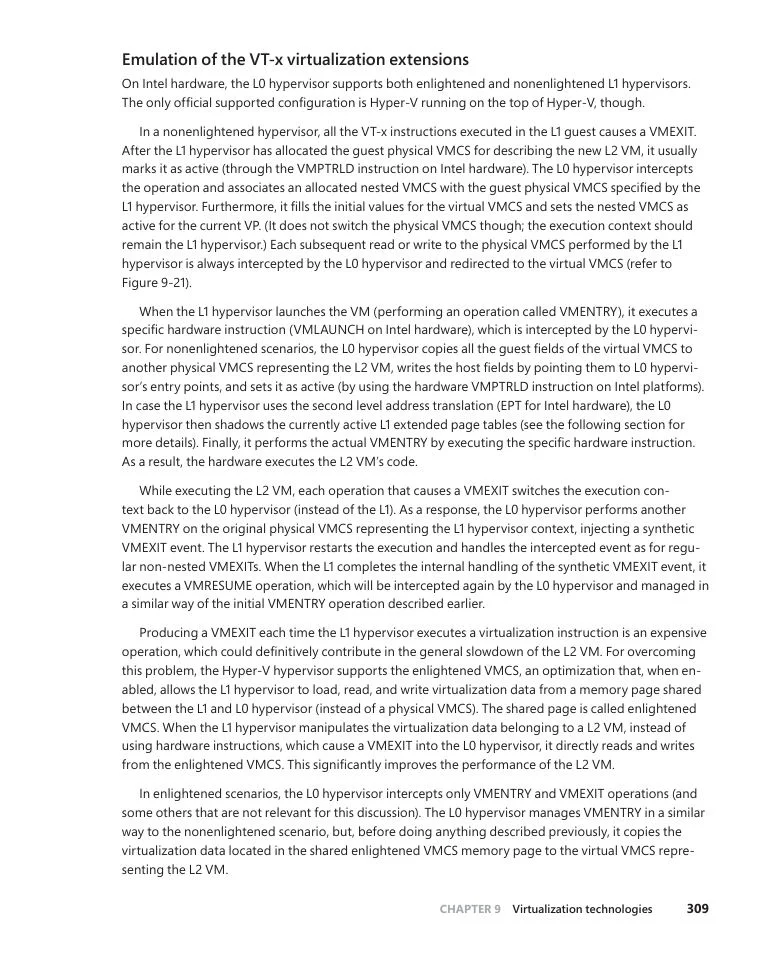 Emulation of the VT-x virtualization extensions
On Intel hardware, the L0 hypervisor supports both enlightened and nonenlightened L1 hypervisors.
The only official supported configuration is Hyper-V running on the top of Hyper-V, though.
In a nonenlightened hypervisor, all the VT-x instructions executed in the L1 guest causes a VMEXIT.
After the L1 hypervisor has allocated the guest physical VMCS for describing the new L2 VM, it usually
marks it as active (through the VMPTRLD instruction on Intel hardware). The L0 hypervisor intercepts
the operation and associates an allocated nested VMCS with the guest physical VMCS specified by the
L1 hypervisor. Furthermore, it fills the initial values for the virtual VMCS and sets the nested VMCS as
active for the current VP. (It does not switch the physical VMCS though; the execution context should
remain the L1 hypervisor.) Each subsequent read or write to the physical VMCS performed by the L1
hypervisor is always intercepted by the L0 hypervisor and redirected to the virtual VMCS (refer to
Figure 9-21).
When the L1 hypervisor launches the VM (performing an operation called VMENTRY), it executes a
specific hardware instruction (VMLAUNCH on Intel hardware), which is intercepted by the L0 hypervi-
sor. For nonenlightened scenarios, the L0 hypervisor copies all the guest fields of the virtual VMCS to
another physical VMCS representing the L2 VM, writes the host fields by pointing them to L0 hypervi-
sor’s entry points, and sets it as active (by using the hardware VMPTRLD instruction on Intel platforms).
In case the L1 hypervisor uses the second level address translation (EPT for Intel hardware), the L0
hypervisor then shadows the currently active L1 extended page tables (see the following section for
more details). Finally, it performs the actual VMENTRY by executing the specific hardware instruction.
As a result, the hardware executes the L2 VM’s code.
While executing the L2 VM, each operation that causes a VMEXIT switches the execution con-
text back to the L0 hypervisor (instead of the L1). As a response, the L0 hypervisor performs another
VMENTRY on the original physical VMCS representing the L1 hypervisor context, injecting a synthetic
VMEXIT event. The L1 hypervisor restarts the execution and handles the intercepted event as for regu-
lar non-nested VMEXITs. When the L1 completes the internal handling of the synthetic VMEXIT event, it
executes a VMRESUME operation, which will be intercepted again by the L0 hypervisor and managed in
a similar way of the initial VMENTRY operation described earlier.
Producing a VMEXIT each time the L1 hypervisor executes a virtualization instruction is an expensive
operation, which could definitively contribute in the general slowdown of the L2 VM. For overcoming
this problem, the Hyper-V hypervisor supports the enlightened VMCS, an optimization that, when en-
abled, allows the L1 hypervisor to load, read, and write virtualization data from a memory page shared
between the L1 and L0 hypervisor (instead of a physical VMCS). The shared page is called enlightened
VMCS. When the L1 hypervisor manipulates the virtualization data belonging to a L2 VM, instead of
using hardware instructions, which cause a VMEXIT into the L0 hypervisor, it directly reads and writes
from the enlightened VMCS. This significantly improves the performance of the L2 VM.
In enlightened scenarios, the L0 hypervisor intercepts only VMENTRY and VMEXIT operations (and
some others that are not relevant for this discussion). The L0 hypervisor manages VMENTRY in a similar
way to the nonenlightened scenario, but, before doing anything described previously, it copies the
virtualization data located in the shared enlightened VMCS memory page to the virtual VMCS repre-
senting the L2 VM.
CHAPTER 9 Virtualization technologies 309